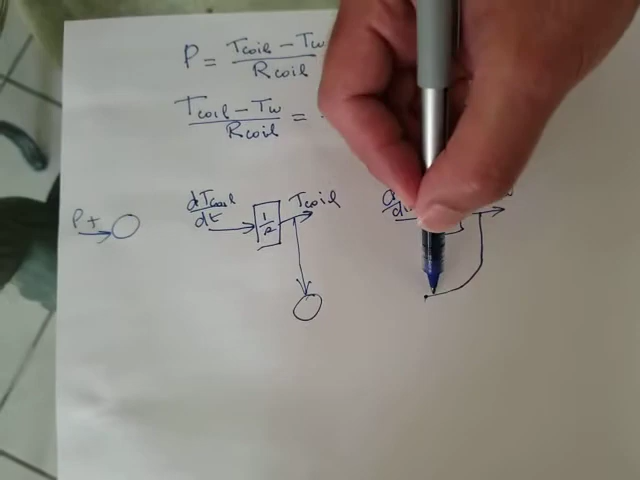 P = Tcoil - Tw / Rcoil
Tcoil - Tw / Rcoil =
P +
dTcoil / dt
1/s
Tcoil